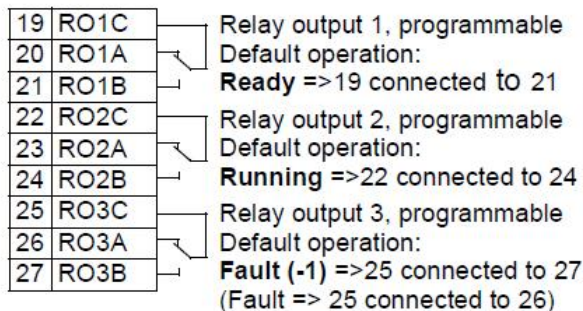 19 RO1C
20 RO1A
21 RO1B
22 RO2C
23 RO2A
24 RO2B
25 RO3C
26 RO3A
27 RO3B
Relay output 1, programmable
Default operation:
Ready =>19 connected to 21
Relay output 2, programmable
Default operation:
Running =>22 connected to 24
Relay output 3, programmable
Default operation:
Fault (-1) =>25 connected to 27
(Fault => 25 connected to 26)